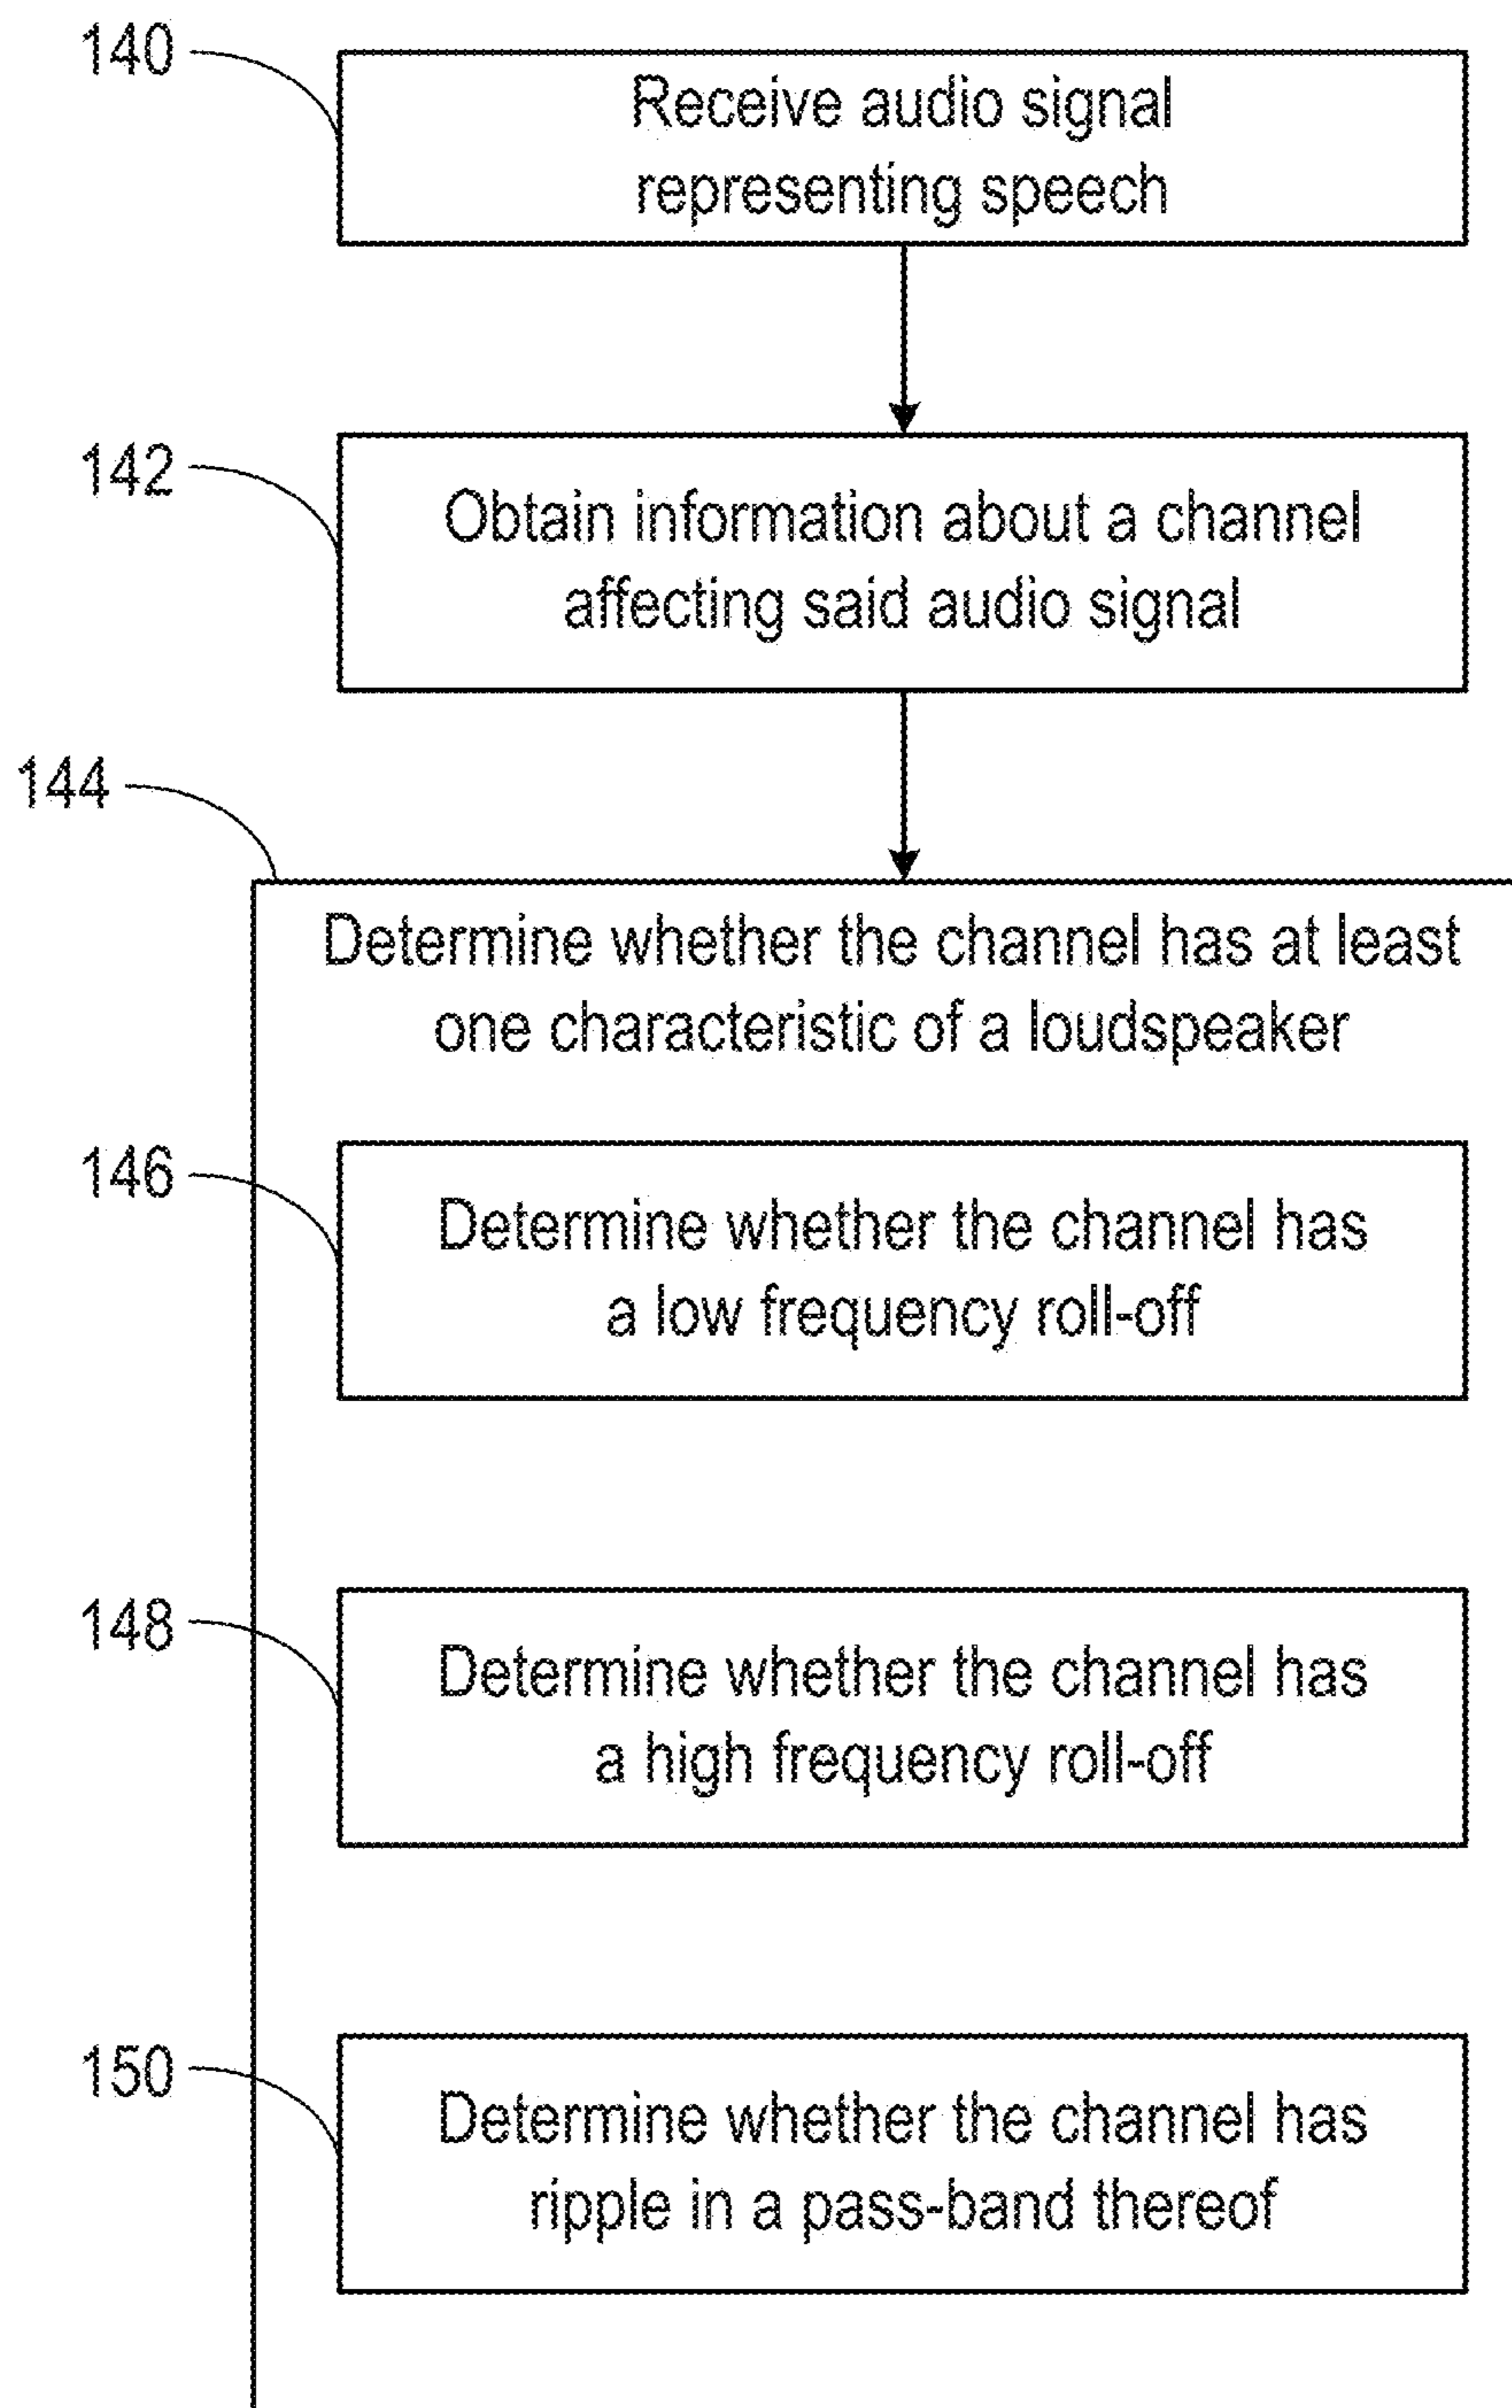 140
Receive audio signal
representing speech
142
Obtain information about a channel
affecting said audio signal
144
Determine whether the channel has at least
one characteristic of a loudspeaker
146
Determine whether the channel has
a low frequency roll-off
148
Determine whether the channel has
a high frequency roll-off
150
Determine whether the channel has
ripple in a pass-band thereof